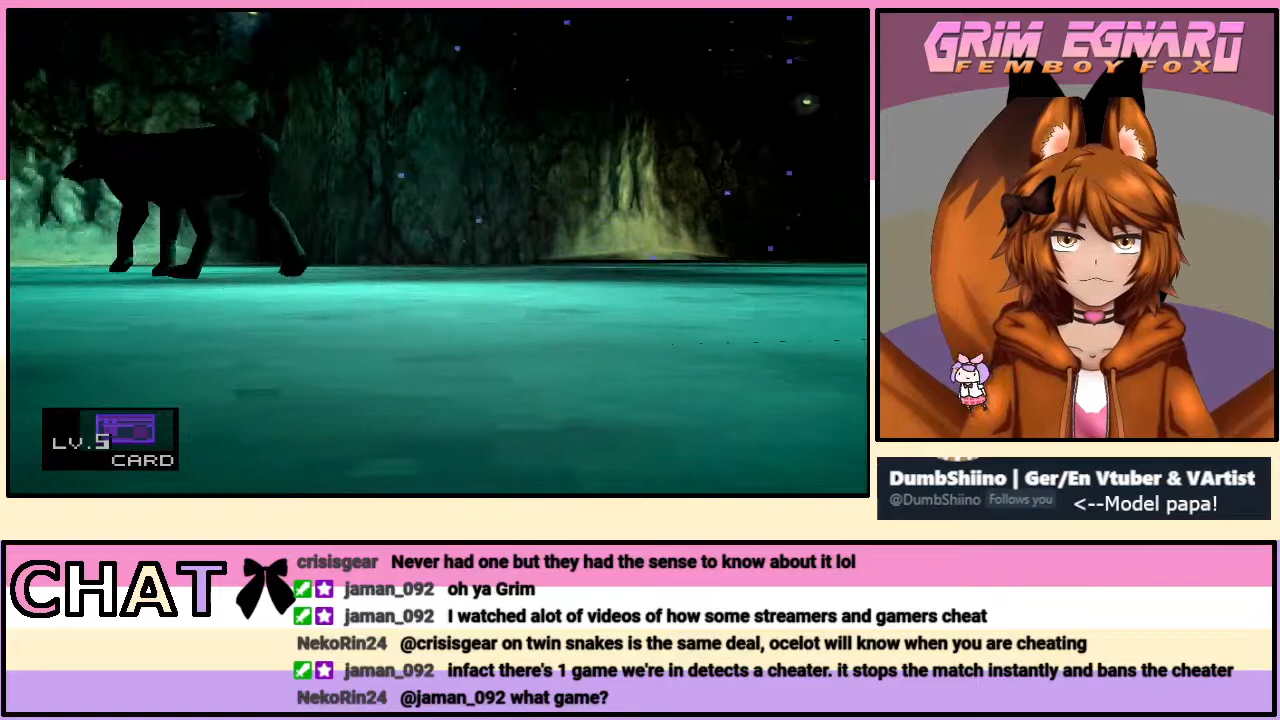 GRIM EGNART
FEMBOY FOX
LV.5
CARD
DumbShiino | Ger/En Vtuber & VArtist
@DumbShiino Follows you <--Model papa!
CHAT
crisisgear Never had one but they had the sense to know about it lol
jaman_092 oh ya Grim
jaman_092 I watched alot of videos of how some streamers and gamers cheat
NekoRin24 @crisisgear on twin snakes is the same deal, ocelot will know when you are cheating
jaman_092 infact there's 1 game we're in detects a cheater. it stops the match instantly and bans the cheater
NekoRin24 @jaman_092 what game?